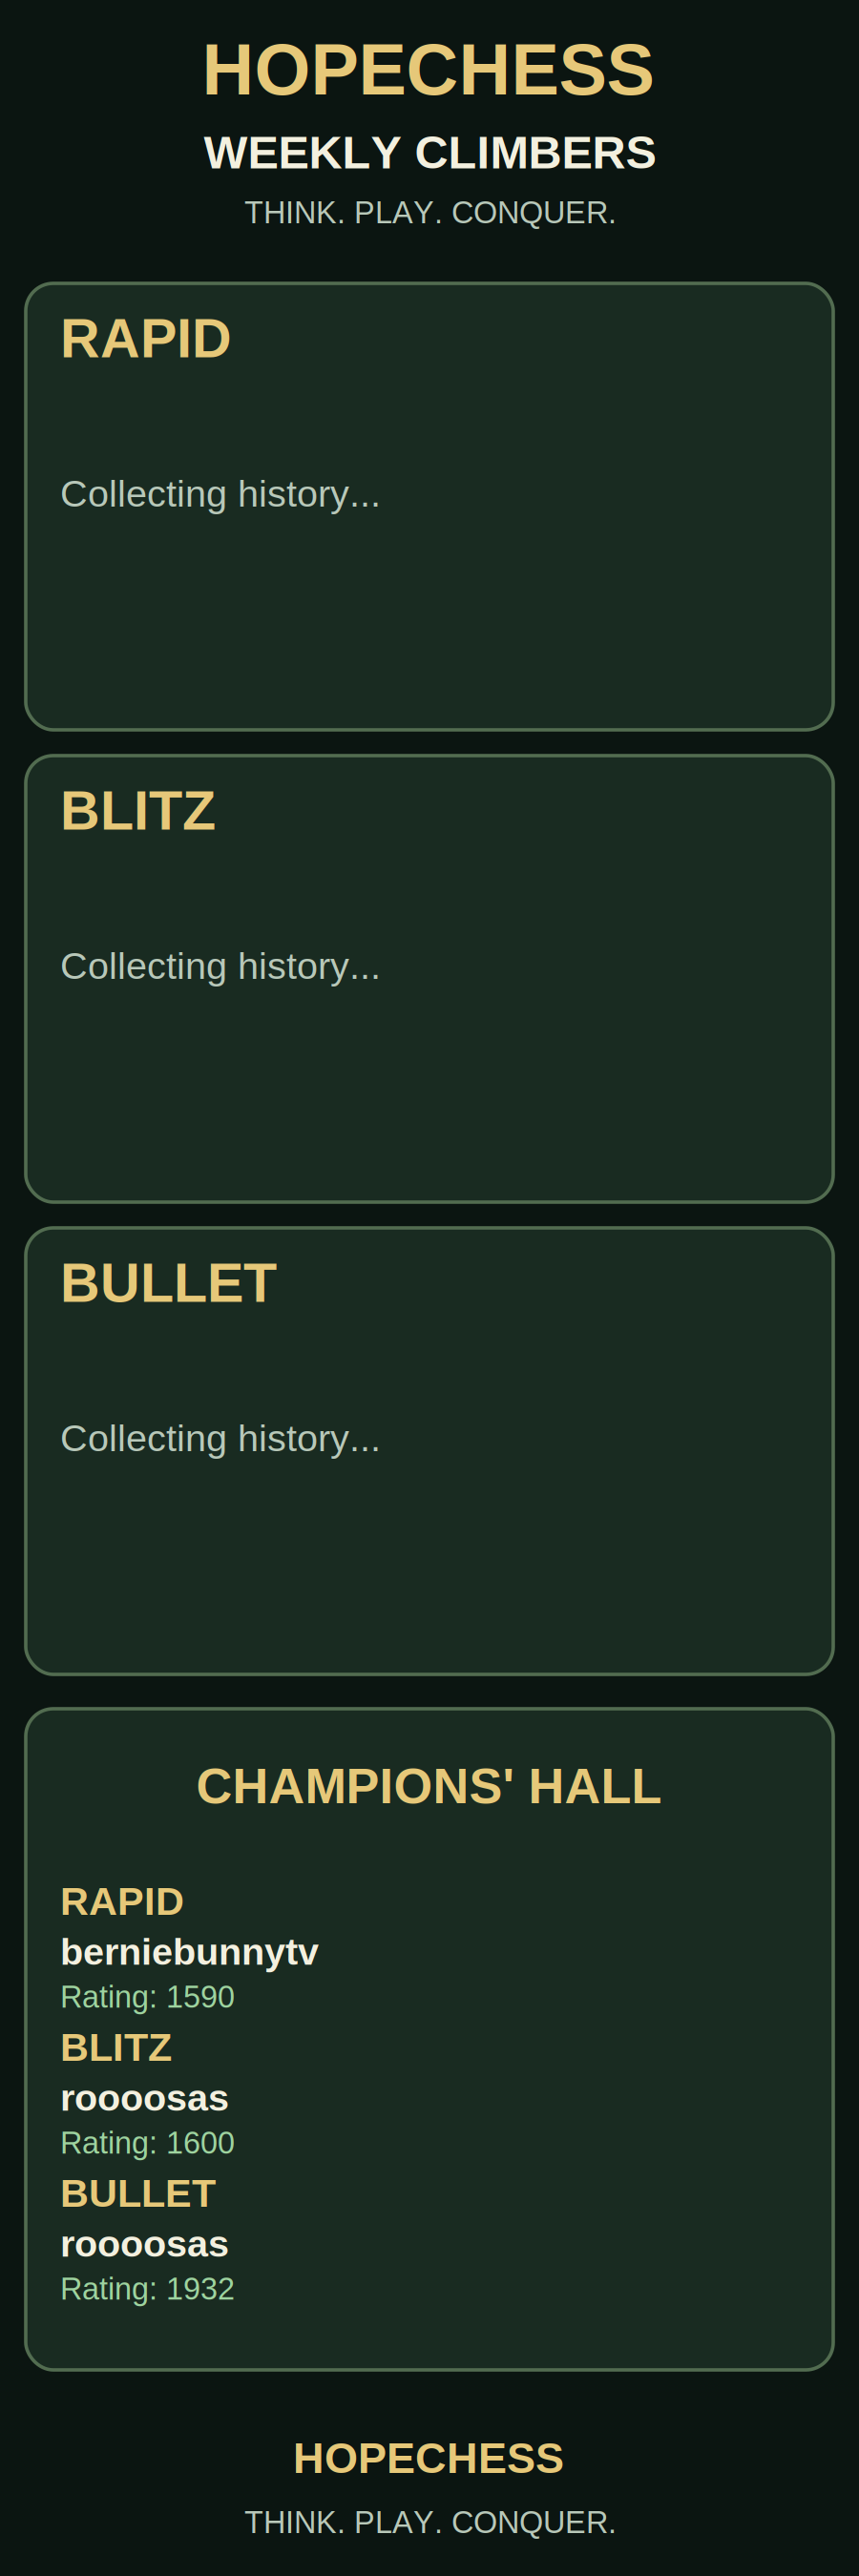 HOPECHESS
WEEKLY CLIMBERS
THINK. PLAY. CONQUER.
RAPID
Collecting history...
BLITZ
Collecting history...
BULLET
Collecting history...
CHAMPIONS' HALL
RAPID
berniebunnytv
Rating: 1590
BLITZ
roooosas
Rating: 1600
BULLET
roooosas
Rating: 1932
HOPECHESS
THINK. PLAY. CONQUER.